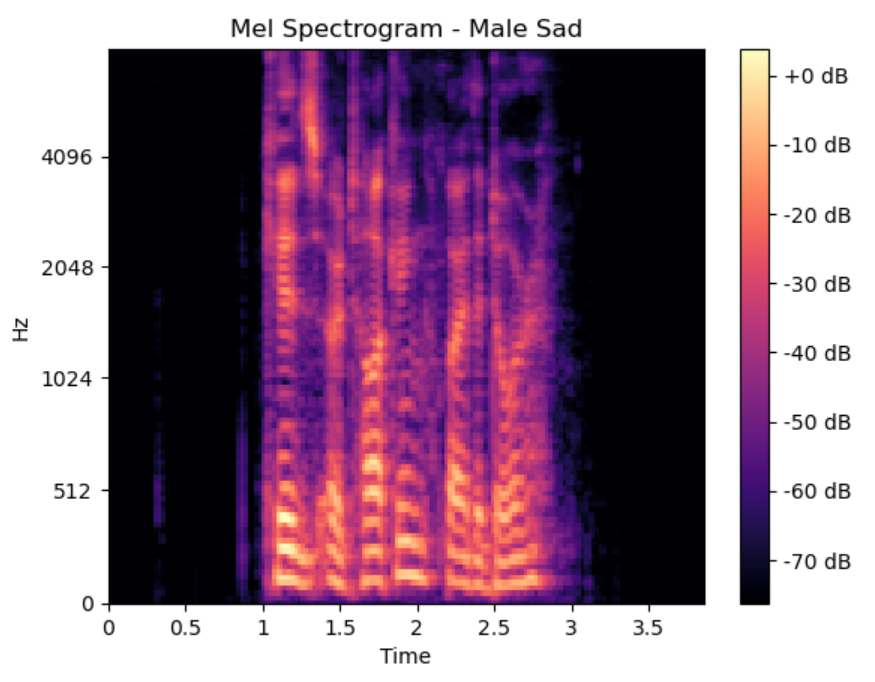 Mel Spectrogram - Male Sad
4096
2048
1024
512
0
Hz
0 0.5 1 1.5 2 2.5 3 3.5
Time
+0 dB
-10 dB
-20 dB
-30 dB
-40 dB
-50 dB
-60 dB
-70 dB